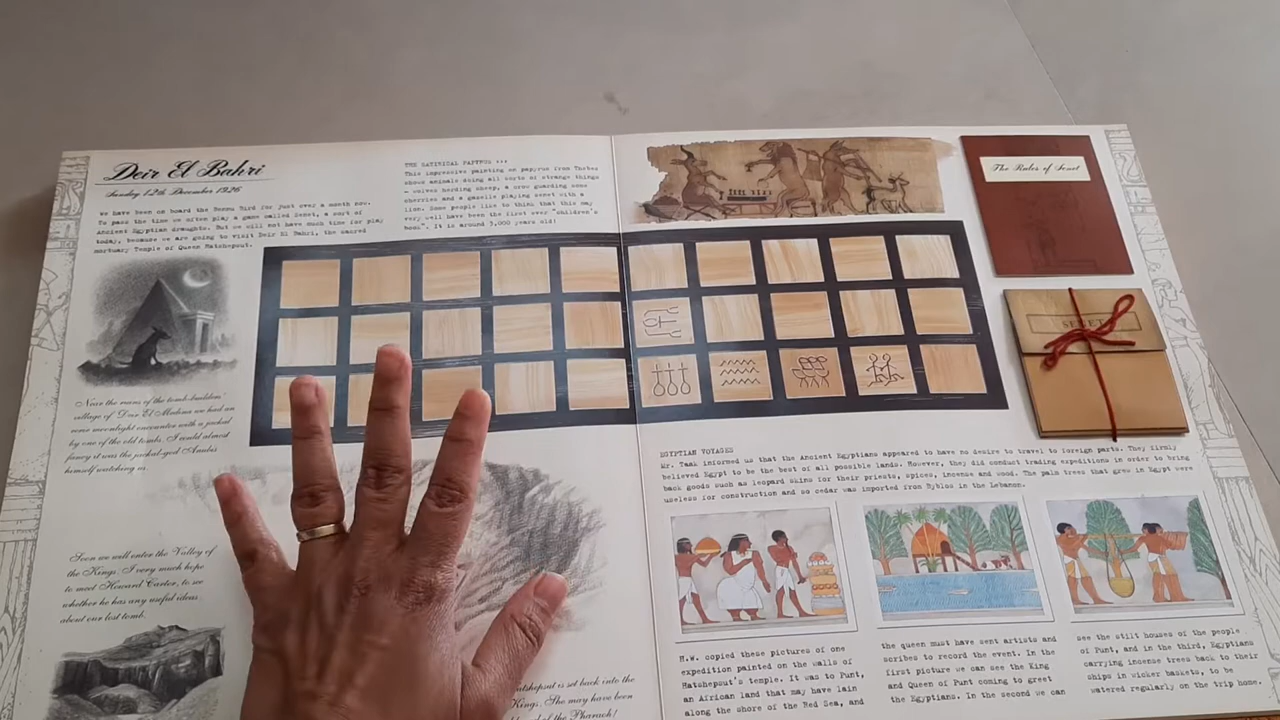 Deir El Bahri
Sunday 12th December 1926
We have been on board the Bennu Bird for just over a month now.
To pass the time we often play a game called Senet, a sort of
Ancient Egyptian draughts. But we will not have much time for play
today, because we are going to visit Deir El Bahri, the sacred
mortuary Temple of Queen Hatshepsut.
THE SATIRICAL PAPYRUS
This impressive painting on papyrus from Thebes
shows animals doing all sorts of strange things
- wolves herding sheep, a crow guarding some
cherries and a gazelle playing senet with a
lion. Some people like to think that this may
very well have been the first ever "children's
book". It is around 3,000 years old!
Near the ruins of the tomb-builders'
village of Deir El Medina we had an
eerie moonlight encounter with a jackal
by one of the old tombs. I could almost
fancy it was the jackal-god Anubis
himself watching us.
Soon we will enter the Valley of
the Kings. I very much hope
to meet Howard Carter, to see
whether he has any useful ideas
about our lost tomb.
hatshepsut is set back into the
Kings. She may have been
of the Pharaoh!
The Rules of Senet
SENET
EGYPTIAN VOYAGES
Mr. Tank informed us that the Ancient Egyptians appeared to have no desire to travel to foreign parts. They firmly
believed Egypt to be the best of all possible lands. However, they did conduct trading expeditions in order to bring
back goods such as leopard skins for their priests, spices, incense and wood. The palm trees that grew in Egypt were
useless for construction and so cedar was imported from Byblos in the Lebanon.
H.W. copied these pictures of one
expedition painted on the walls of
Hatshepsut's temple. It was to Punt,
an African land that may have lain
along the shore of the Red Sea, and
the queen must have sent artists and
scribes to record the event. In the
first picture we can see the King
and Queen of Punt coming to greet
the Egyptians. In the second we can
see the stilt houses of the people
of Punt, and in the third, Egyptians
carrying incense trees back to their
ships in wicker baskets, to be
watered regularly on the trip home.